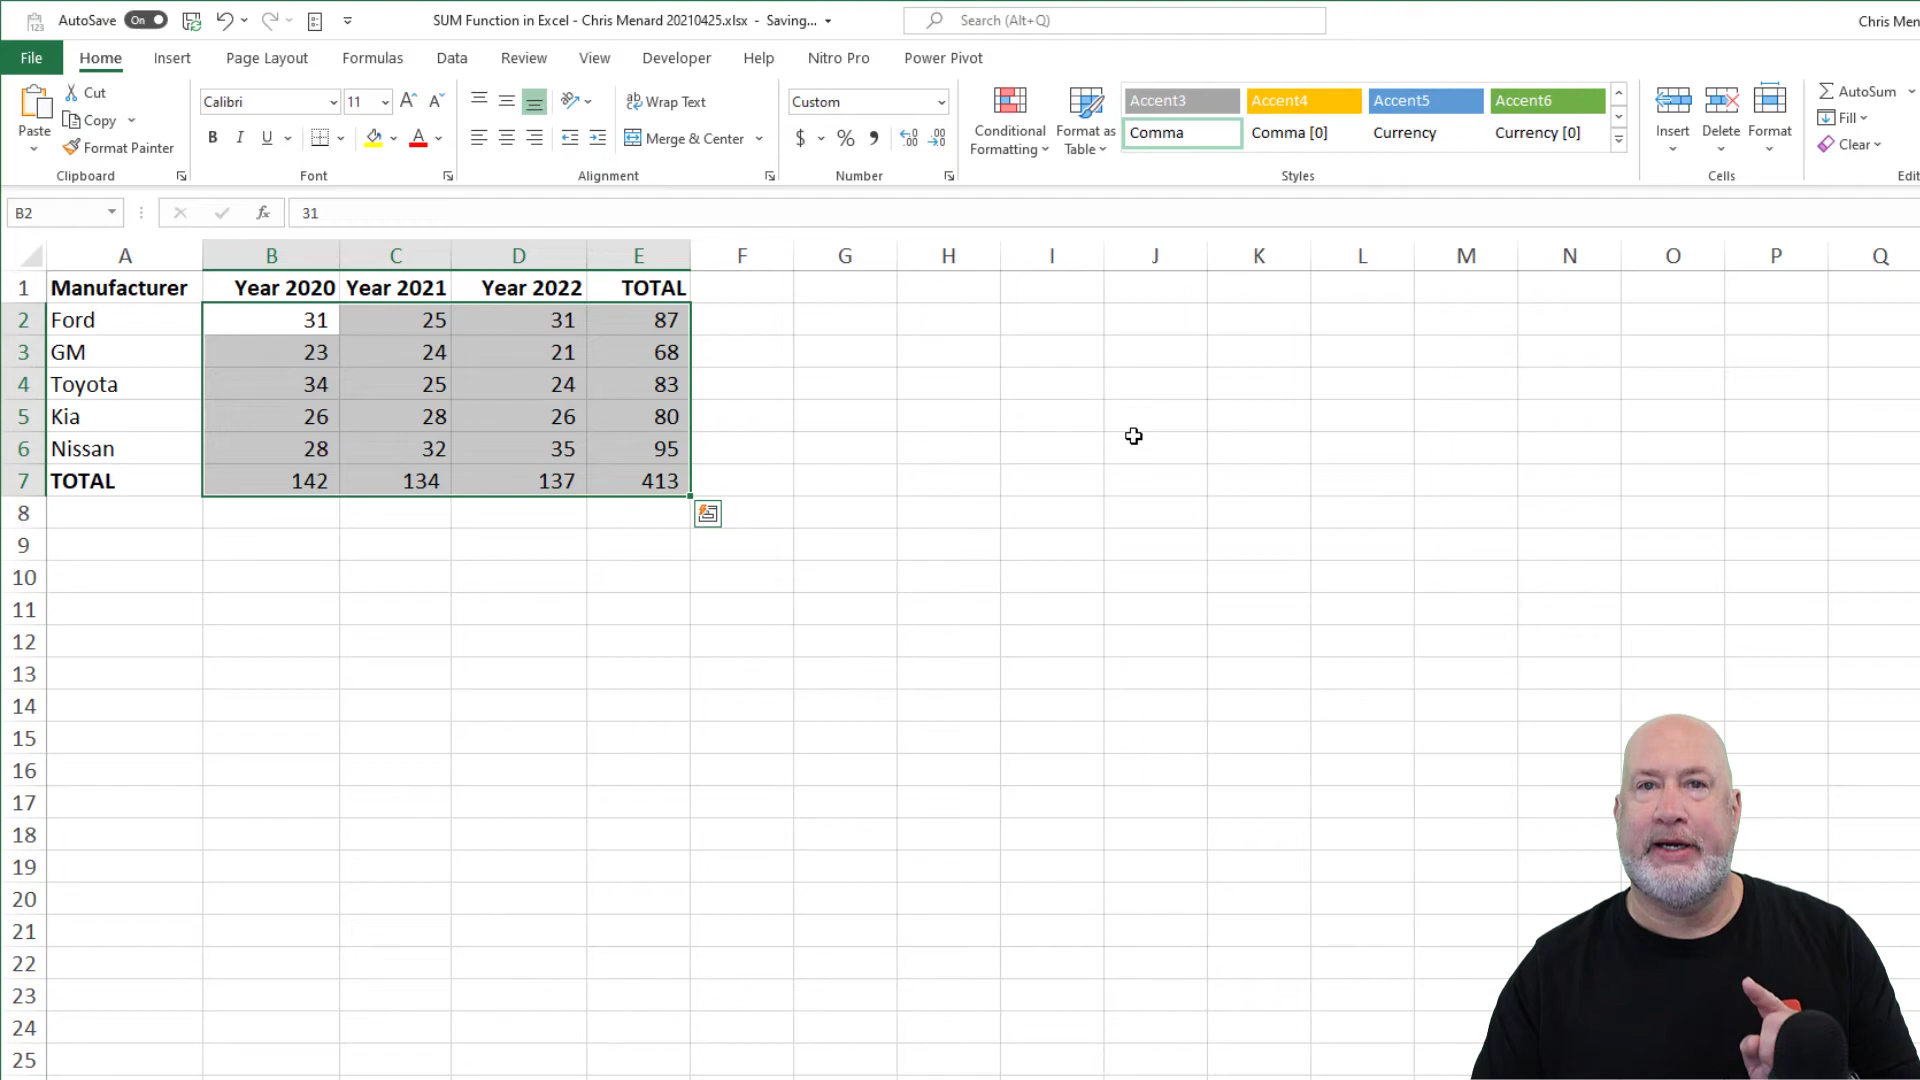 AutoSave On SUM Function in Excel - Chris Menard 20210425.xlsx - Saving... Search (Alt+Q) Chris Men
File Home Insert Page Layout Formulas Data Review View Developer Help Nitro Pro Power Pivot
Paste Cut Copy Format Painter
Calibri 11
B I U A A A
ab Wrap Text
Merge & Center
Custom
$ % ,
Conditional Formatting Format as Table
Accent3 Accent4 Accent5 Accent6
Comma Comma [0] Currency Currency [0]
Insert Delete Format
AutoSum
Fill
Clear
Clipboard Font Alignment Number Styles Cells Edit
B2 fx 31
A B C D E F G H I J K L M N O P Q
1 Manufacturer Year 2020 Year 2021 Year 2022 TOTAL
2 Ford 31 25 31 87
3 GM 23 24 21 68
4 Toyota 34 25 24 83
5 Kia 26 28 26 80
6 Nissan 28 32 35 95
7 TOTAL 142 134 137 413
8
9
10
11
12
13
14
15
16
17
18
19
20
21
22
23
24
25